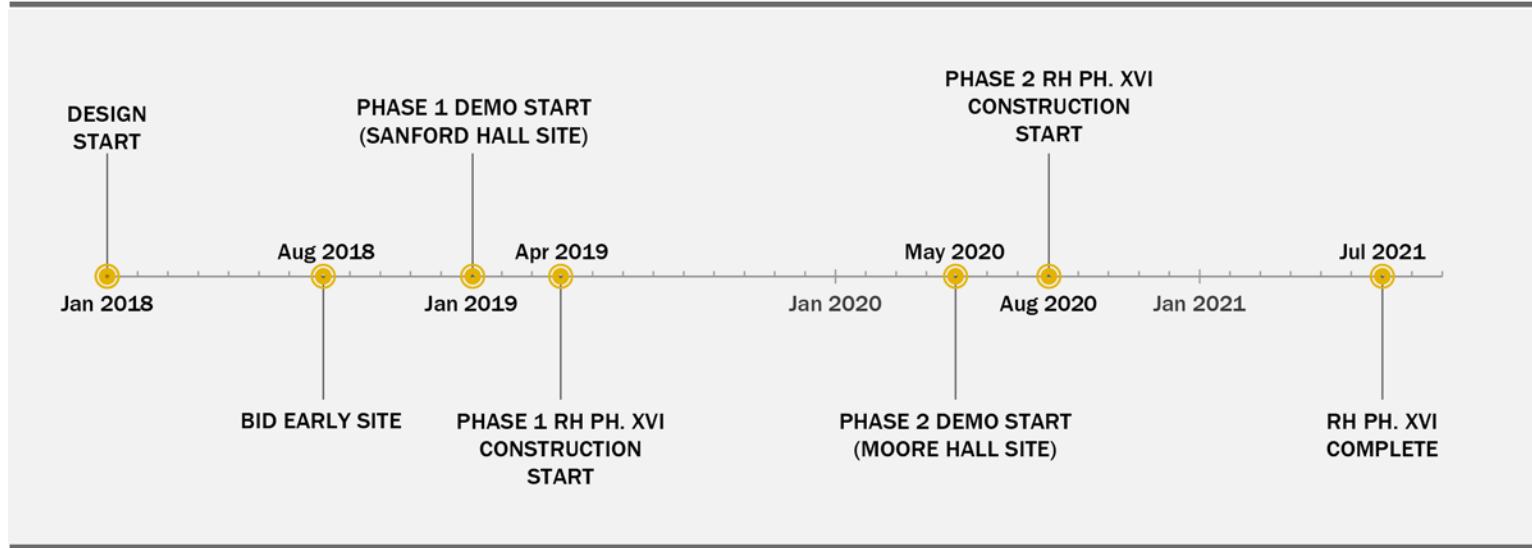 DESIGN
START
PHASE 1 DEMO START
(SANFORD HALL SITE)
PHASE 2 RH PH. XVI
CONSTRUCTION
START
Aug 2018
Apr 2019
May 2020
Jul 2021
Jan 2018
Jan 2019
Jan 2020
Aug 2020
Jan 2021
BID EARLY SITE
PHASE 1 RH PH. XVI
CONSTRUCTION
START
PHASE 2 DEMO START
(MOORE HALL SITE)
RH PH. XVI
COMPLETE